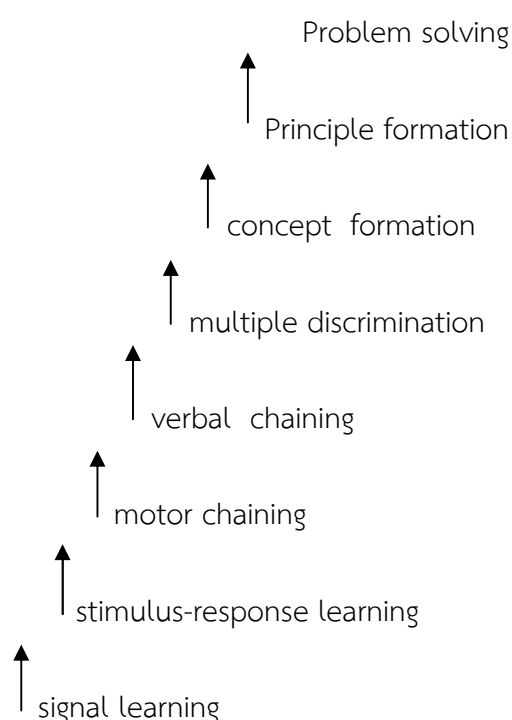 Problem solving
Principle formation
concept formation
multiple discrimination
verbal chaining
motor chaining
stimulus-response learning
signal learning